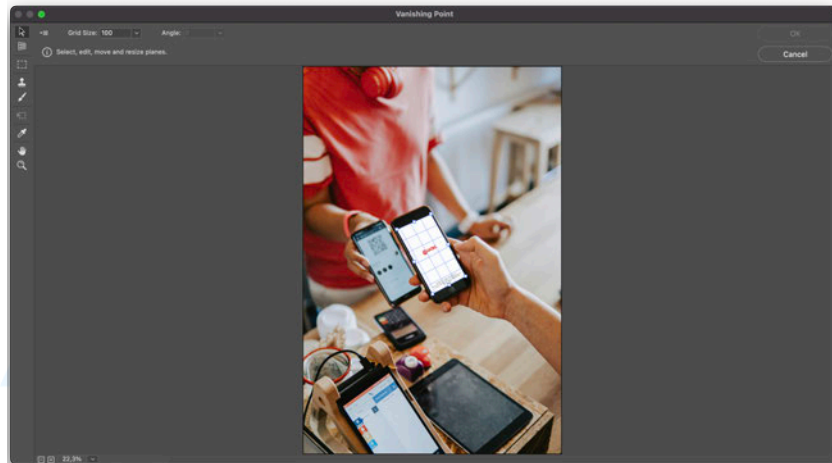 Vanishing Point
Grid Size: 100
Angle:
OK
Select, edit, move and resize planes.
Cancel
22,3%